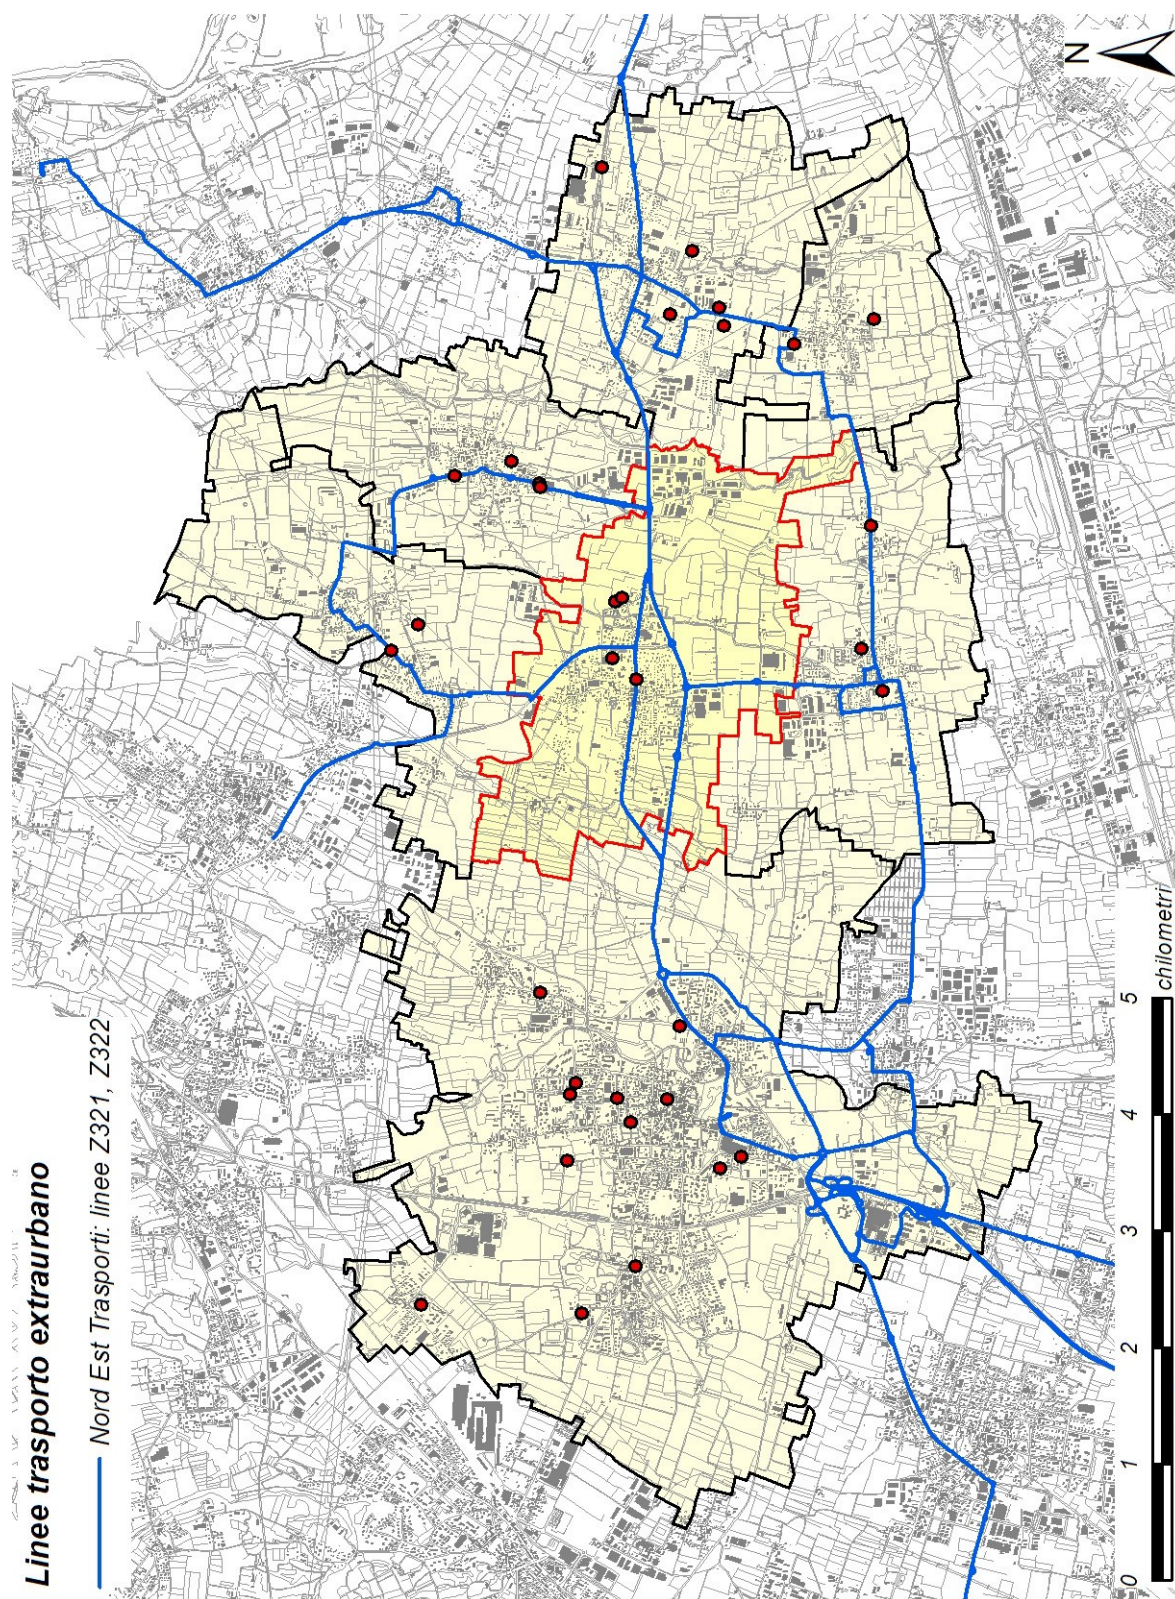 Linee trasporto extraurbano
Nord Est Trasporti: linee Z321, Z322
N
0 1 2 3 4 5
chilometri